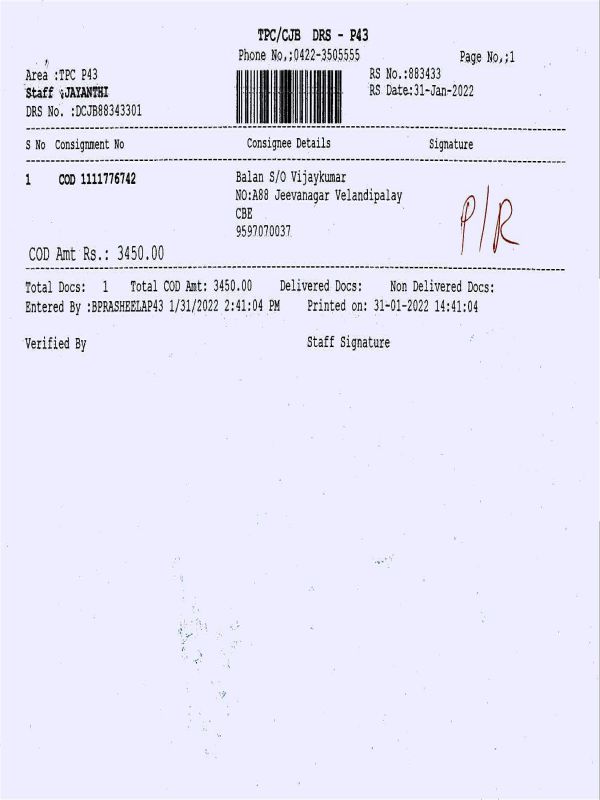 TPC/CJB DRS - P43
Phone No,;0422-3505555 Page No,;1
Area :TPC P43 RS No.:883433
Staff :JAYANTHI RS Date:31-Jan-2022
DRS No. :DCJB88343301
S No Consignment No Consignee Details Signature
1 COD 1111776742 Balan S/O Vijaykumar
NO:A88 Jeevanagar Velandipalay
CBE
9597070037
P/R
COD Amt Rs.: 3450.00
Total Docs: 1 Total COD Amt: 3450.00 Delivered Docs: Non Delivered Docs:
Entered By :BPRASHEELAP43 1/31/2022 2:41:04 PM Printed on: 31-01-2022 14:41:04
Verified By Staff Signature